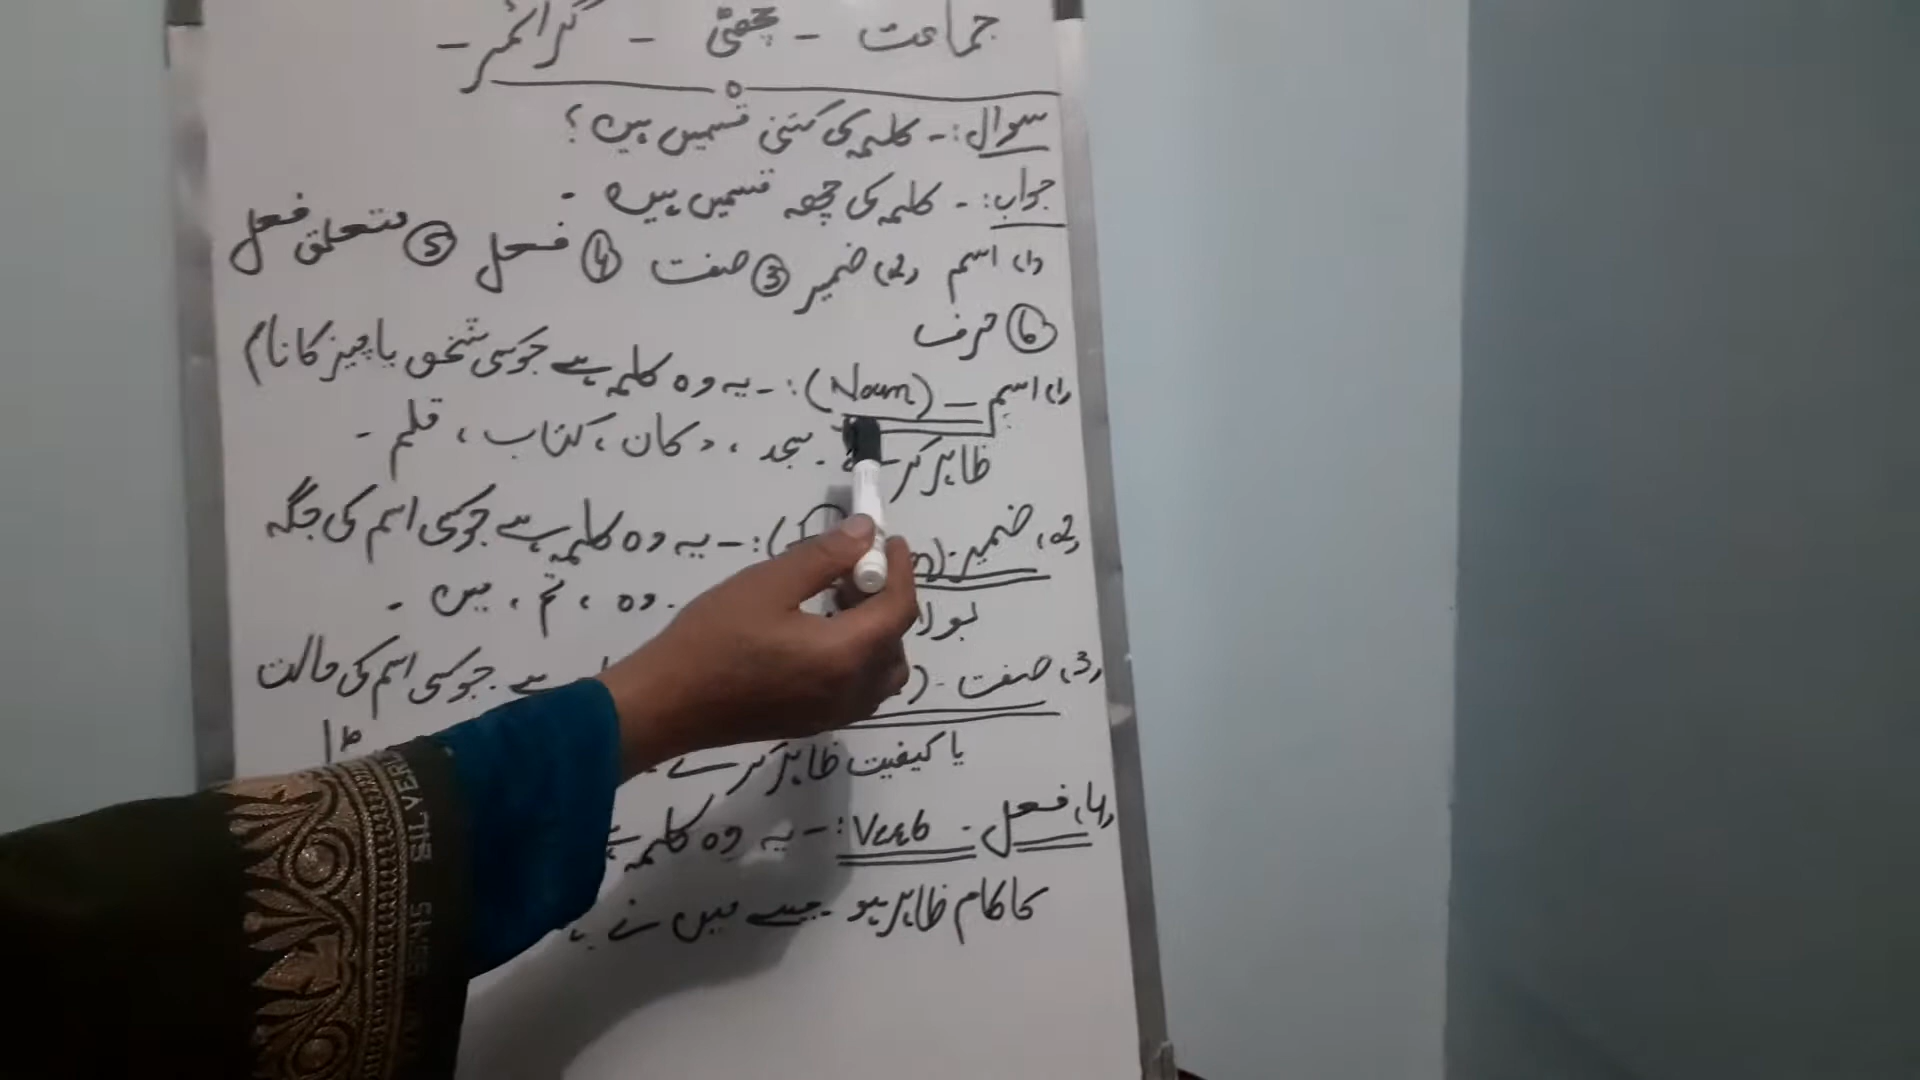 جماعت - چھٹی - گرائمر -
سوال :- کلمہ کی کتنی قسمیں ہیں ؟
جواب :- کلمہ کی چھ قسمیں ہیں -
(1) اسم (2) ضمیر (3) صفت (4) فعل (5) متعلق فعل
(6) حرف
(1) اسم - (Noun) :- یہ وہ کلمہ ہے جو کسی شخص یا چیز کا نام
ظاہر کرے - مسجد ، دکان ، کتاب ، قلم -
(2) ضمیر - ( :- یہ وہ کلمہ ہے جو کسی اسم کی جگہ
بولا - وہ ، تم ، میں -
(3) صفت - ( ہے جو کسی اسم کی حالت
یا کیفیت ظاہر کرے -
(4) فعل - Verb :- یہ وہ کلمہ ہے
کا کام ظاہر ہو - جیسے میں نے